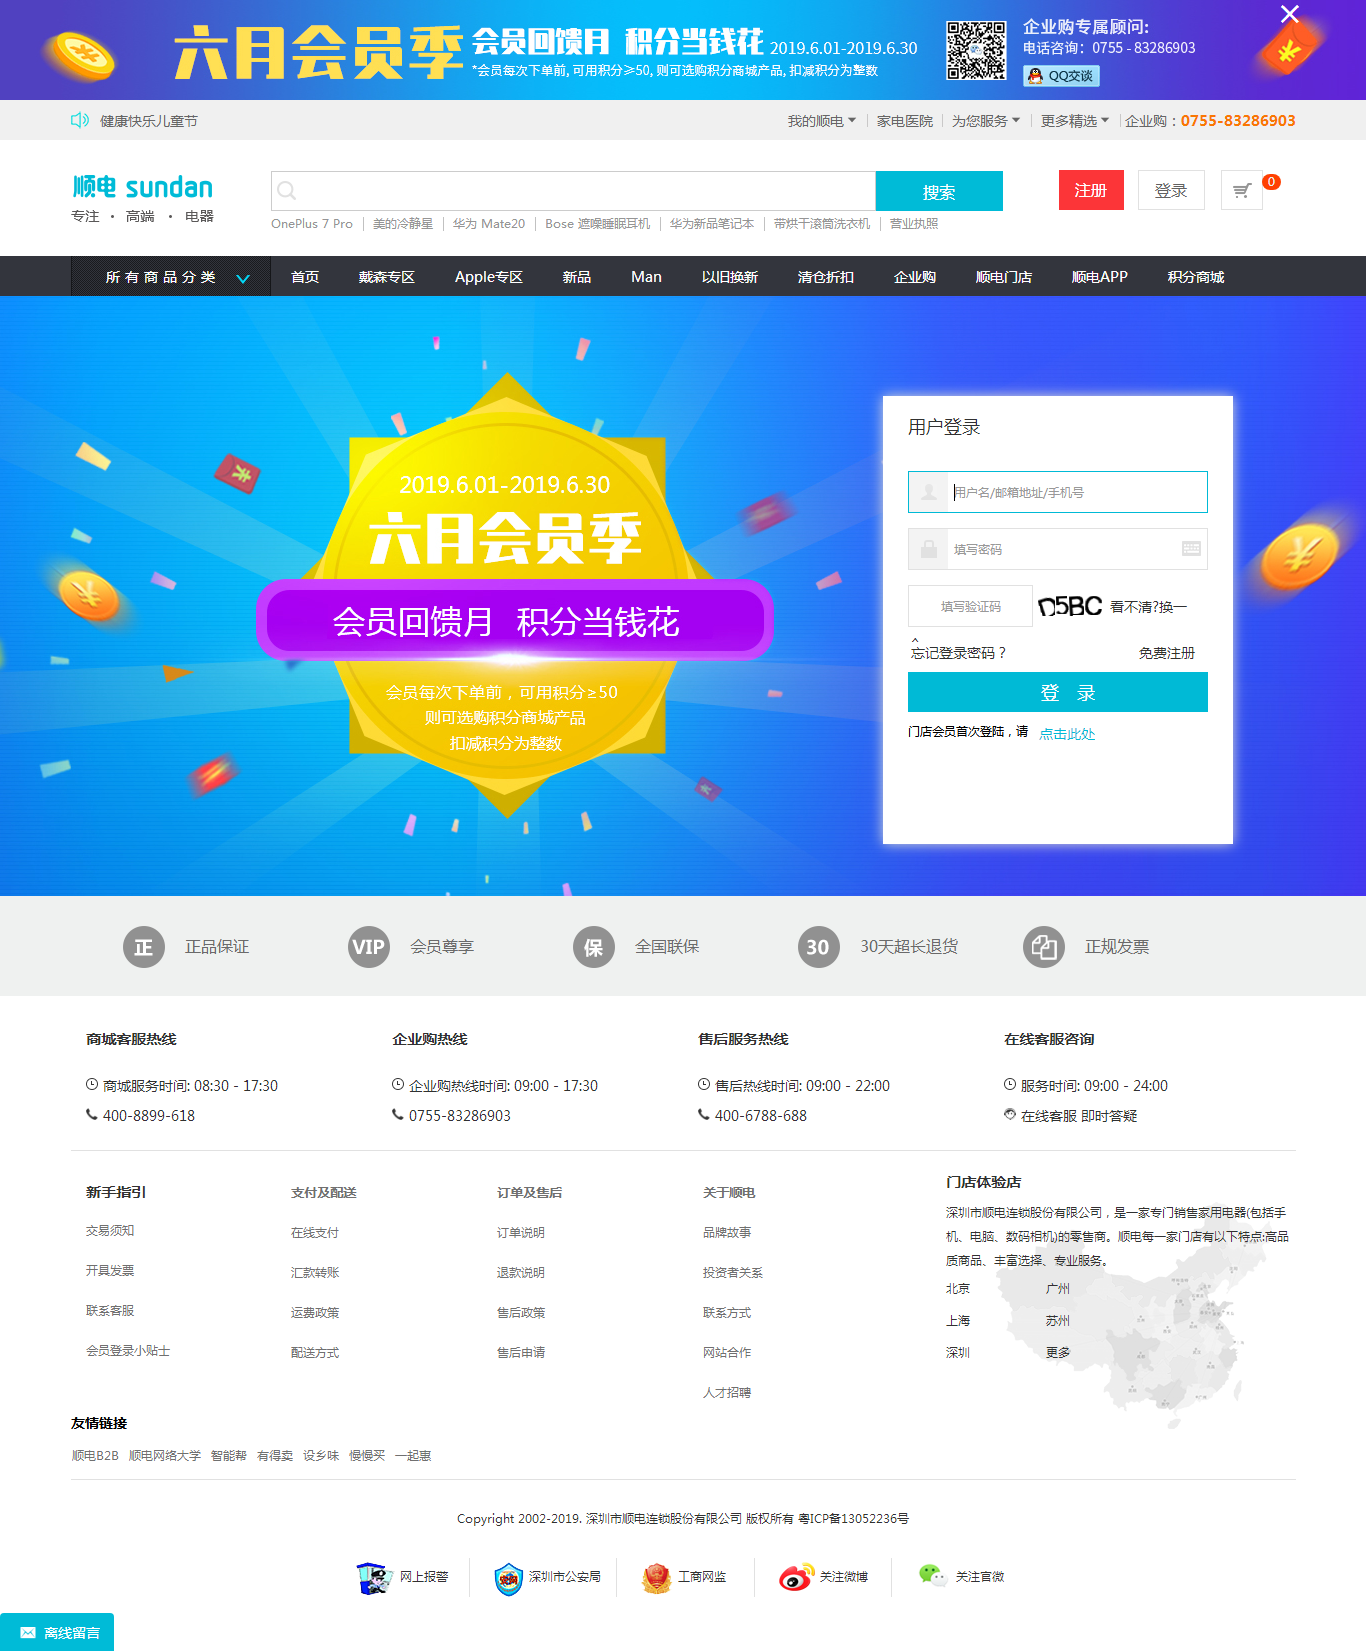 六月会员季 会员回馈月 积分当钱花 2019.6.01-2019.6.30
*会员每次下单前, 可用积分≥50, 则可选购积分商城产品, 扣减积分为整数
企业购专属顾问:
电话咨询：0755 - 83286903
QQ交谈
健康快乐儿童节
我的顺电 家电医院 为您服务 更多精选 企业购：0755-83286903
顺电 sundan
专注 · 高端 · 电器
搜索
注册 登录 0
OnePlus 7 Pro 美的冷静星 华为 Mate20 Bose 遮噪睡眠耳机 华为新品笔记本 带烘干滚筒洗衣机 营业执照
所有商品分类 首页 戴森专区 Apple专区 新品 Man 以旧换新 清仓折扣 企业购 顺电门店 顺电APP 积分商城
2019.6.01-2019.6.30
六月会员季
会员回馈月 积分当钱花
会员每次下单前，可用积分≥50
则可选购积分商城产品
扣减积分为整数
用户登录
用户名/邮箱地址/手机号
填写密码
填写验证码 D5BC 看不清?换一
忘记登录密码？ 免费注册
登 录
门店会员首次登陆，请 点击此处
正 正品保证 VIP 会员尊享 保 全国联保 30 30天超长退货 正规发票
商城客服热线 企业购热线 售后服务热线 在线客服咨询
商城服务时间: 08:30 - 17:30 企业购热线时间: 09:00 - 17:30 售后热线时间: 09:00 - 22:00 服务时间: 09:00 - 24:00
400-8899-618 0755-83286903 400-6788-688 在线客服 即时答疑
新手指引
交易须知
开具发票
联系客服
会员登录小贴士
支付及配送
在线支付
汇款转账
运费政策
配送方式
订单及售后
订单说明
退款说明
售后政策
售后申请
关于顺电
品牌故事
投资者关系
联系方式
网站合作
人才招聘
门店体验店
深圳市顺电连锁股份有限公司，是一家专门销售家用电器(包括手
机、电脑、数码相机)的零售商。顺电每一家门店有以下特点:高品
质商品、丰富选择、专业服务。
北京 广州
上海 苏州
深圳 更多
友情链接
顺电B2B 顺电网络大学 智能帮 有得卖 设乡味 慢慢买 一起惠
Copyright 2002-2019. 深圳市顺电连锁股份有限公司 版权所有 粤ICP备13052236号
网上报警 深圳市公安局 工商网监 关注微博 关注官微
离线留言